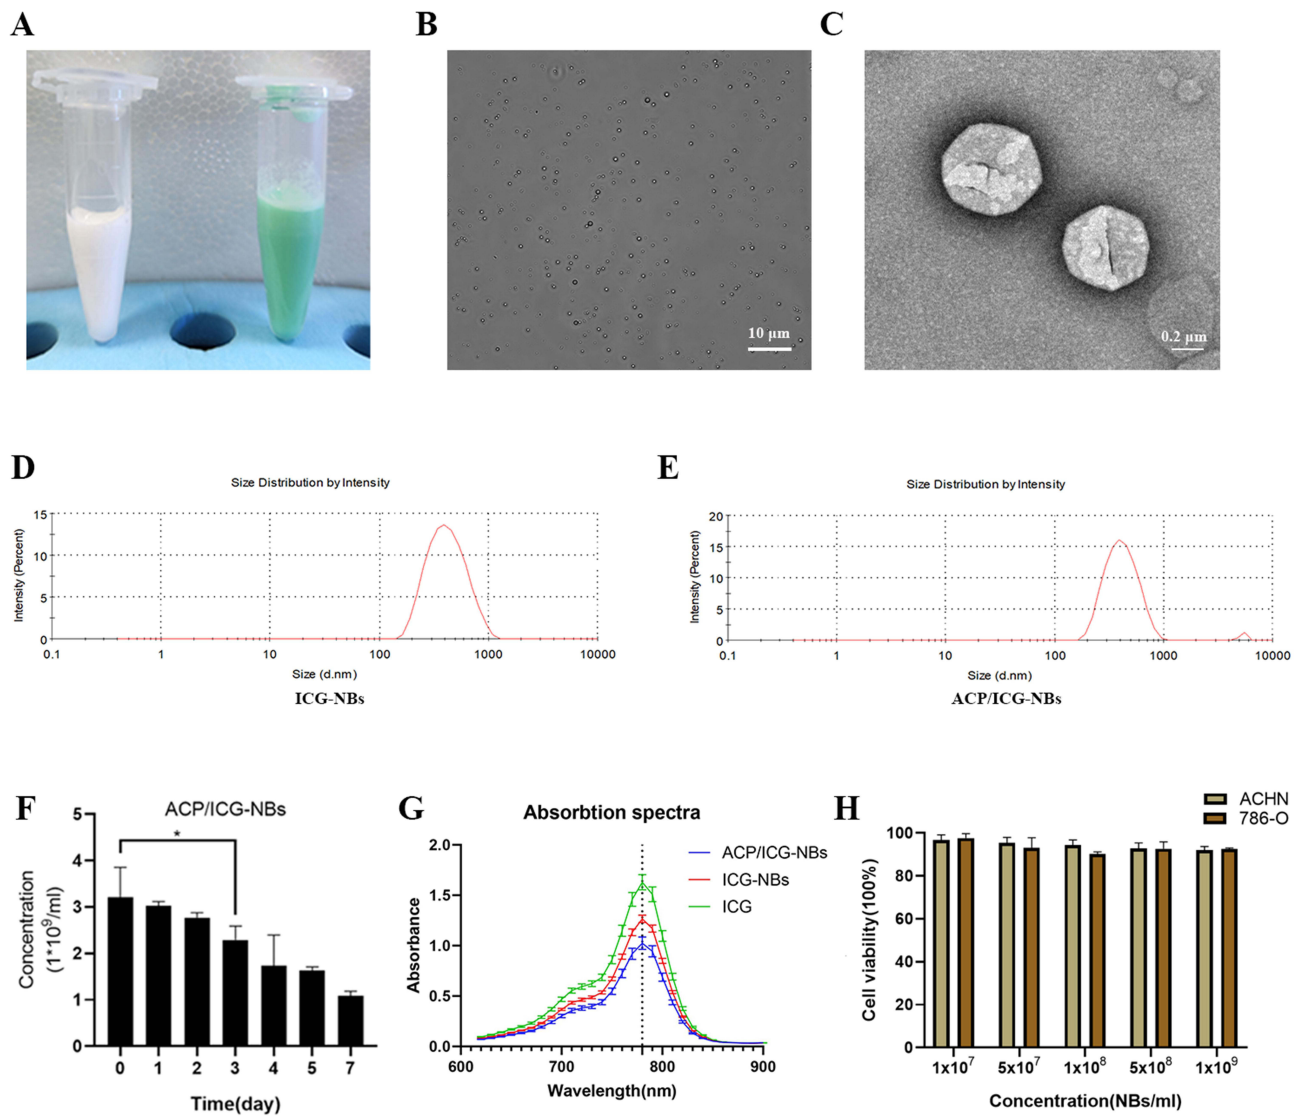 A
B
C
10 μm
0.2 μm
D
E
Size Distribution by Intensity
Size Distribution by Intensity
Intensity (Percent)
15
10
5
0
0.1
1
10
100
1000
10000
Size (d.nm)
ICG-NBs
Intensity (Percent)
20
15
10
5
0
0.1
1
10
100
1000
10000
Size (d.nm)
ACP/ICG-NBs
F
ACP/ICG-NBs
*
Concentration
(1*10⁹/ml)
5
4
3
2
1
0
0
1
2
3
4
5
7
Time(day)
G
Absorbtion spectra
ACP/ICG-NBs
ICG-NBs
ICG
Absorbance
2.0
1.5
1.0
0.5
0.0
600
700
800
900
Wavelength(nm)
H
ACHN
786-O
Cell viability(100%)
100
80
60
40
20
0
1x10⁷
5x10⁷
1x10⁸
5x10⁸
1x10⁹
Concentration(NBs/ml)